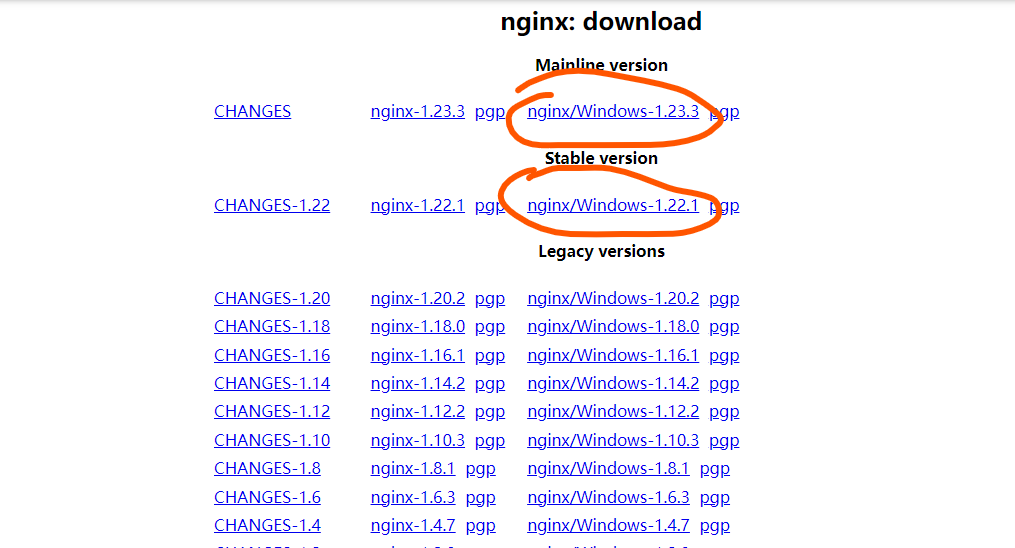 nginx: download
Mainline version
CHANGES nginx-1.23.3 pgp nginx/Windows-1.23.3 pgp
Stable version
CHANGES-1.22 nginx-1.22.1 pgp nginx/Windows-1.22.1 pgp
Legacy versions
CHANGES-1.20 nginx-1.20.2 pgp nginx/Windows-1.20.2 pgp
CHANGES-1.18 nginx-1.18.0 pgp nginx/Windows-1.18.0 pgp
CHANGES-1.16 nginx-1.16.1 pgp nginx/Windows-1.16.1 pgp
CHANGES-1.14 nginx-1.14.2 pgp nginx/Windows-1.14.2 pgp
CHANGES-1.12 nginx-1.12.2 pgp nginx/Windows-1.12.2 pgp
CHANGES-1.10 nginx-1.10.3 pgp nginx/Windows-1.10.3 pgp
CHANGES-1.8 nginx-1.8.1 pgp nginx/Windows-1.8.1 pgp
CHANGES-1.6 nginx-1.6.3 pgp nginx/Windows-1.6.3 pgp
CHANGES-1.4 nginx-1.4.7 pgp nginx/Windows-1.4.7 pgp